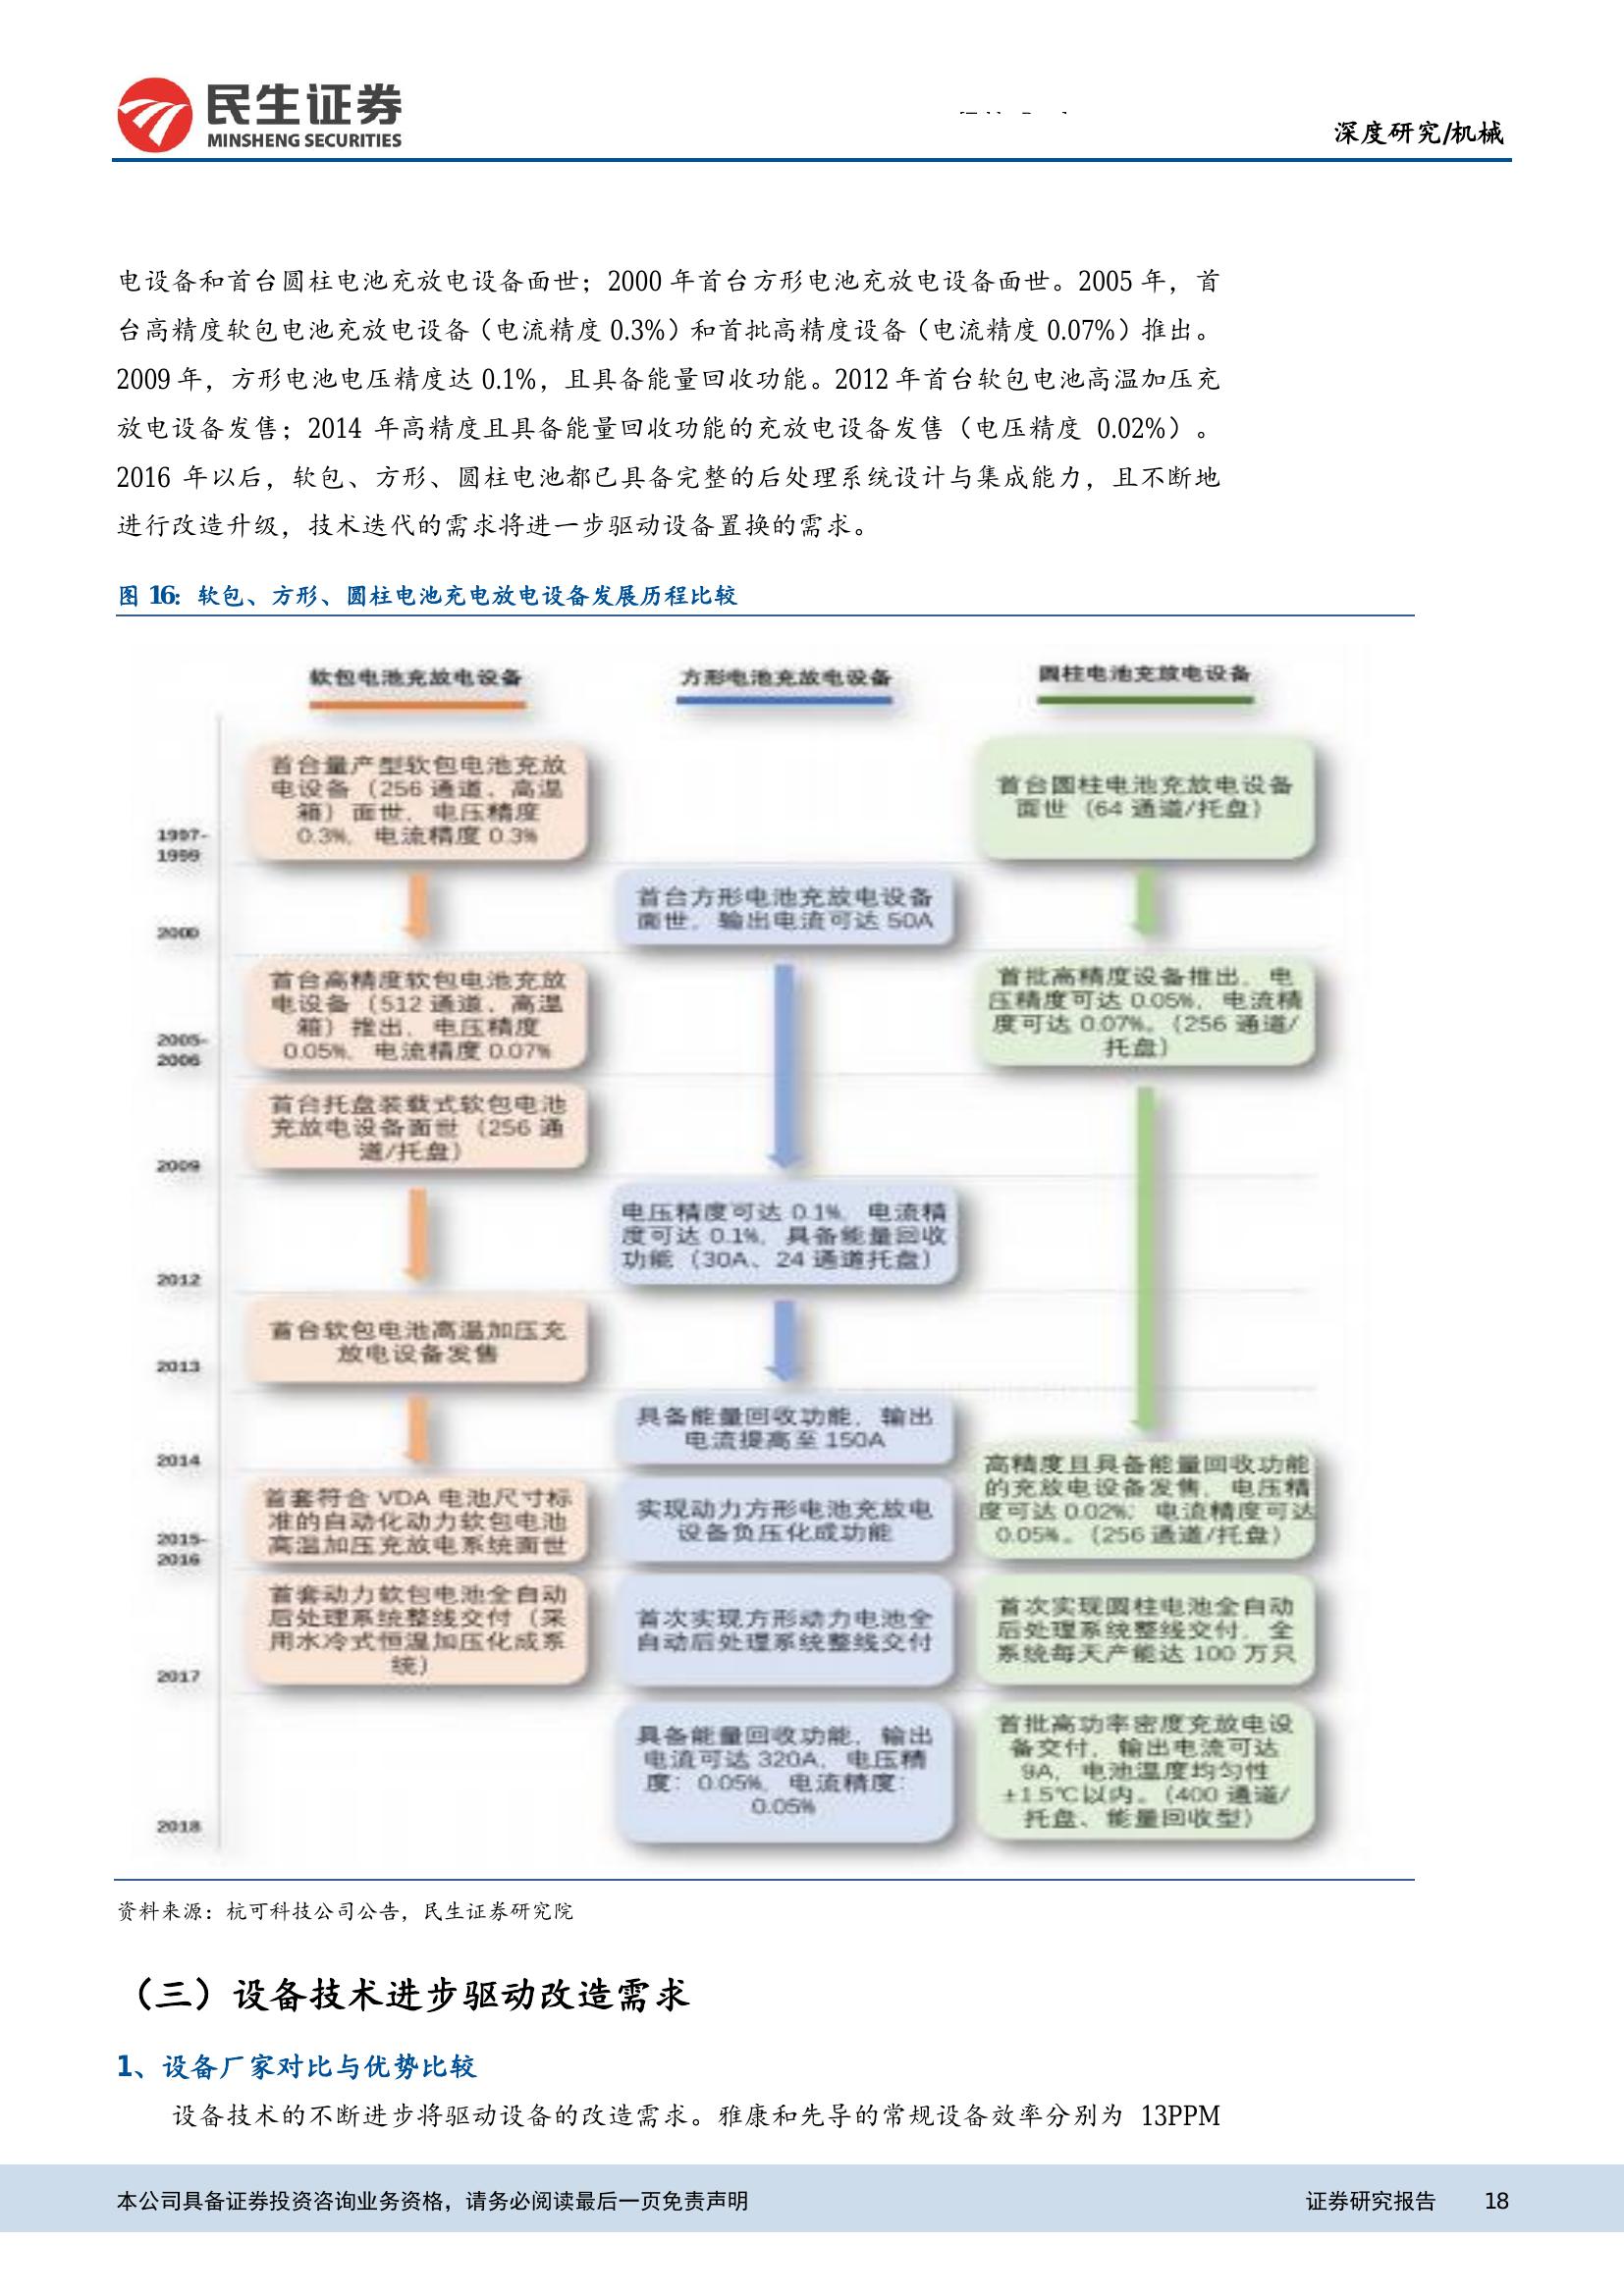 民生证券
MINSHENG SECURITIES
深度研究/机械
电设备和首台圆柱电池充放电设备面世；2000 年首台方形电池充放电设备面世。2005 年，首
台高精度软包电池充放电设备（电流精度 0.3%）和首批高精度设备（电流精度 0.07%）推出。
2009 年，方形电池电压精度达 0.1%，且具备能量回收功能。2012 年首台软包电池高温加压充
放电设备发售；2014 年高精度且具备能量回收功能的充放电设备发售（电压精度 0.02%）。
2016 年以后，软包、方形、圆柱电池都已具备完整的后处理系统设计与集成能力，且不断地
进行改造升级，技术迭代的需求将进一步驱动设备置换的需求。
图 16：软包、方形、圆柱电池充电放电设备发展历程比较
软包电池充放电设备
方形电池充放电设备
圆柱电池充放电设备
1997-
1999
首台量产型软包电池充放
电设备（256 通道、高温
箱）面世，电压精度
0.3%，电流精度 0.3%
首台圆柱电池充放电设备
面世（64 通道/托盘）
2000
首台方形电池充放电设备
面世，输出电流可达 50A
2005-
2006
首台高精度软包电池充放
电设备（512 通道、高温
箱）推出，电压精度
0.05%，电流精度 0.07%
首批高精度设备推出，电
压精度可达 0.05%，电流精
度可达 0.07%。（256 通道/
托盘）
2009
首台托盘装载式软包电池
充放电设备面世（256 通
道/托盘）
2012
电压精度可达 0.1%，电流精
度可达 0.1%，具备能量回收
功能（30A、24 通道托盘）
2013
首台软包电池高温加压充
放电设备发售
2014
具备能量回收功能，输出
电流提高至 150A
2015-
2016
首套符合 VDA 电池尺寸标
准的自动化动力软包电池
高温加压充放电系统面世
实现动力方形电池充放电
设备负压化成功能
高精度且具备能量回收功能
的充放电设备发售，电压精
度可达 0.02%；电流精度可达
0.05%。（256 通道/托盘）
2017
首套动力软包电池全自动
后处理系统整线交付（采
用水冷式恒温加压化成系
统）
首次实现方形动力电池全
自动后处理系统整线交付
首次实现圆柱电池全自动
后处理系统整线交付，全
系统每天产能达 100 万只
2018
具备能量回收功能，输出
电流可达 320A，电压精
度：0.05%，电流精度：
0.05%
首批高功率密度充放电设
备交付，输出电流可达
9A，电池温度均匀性
±1.5℃以内。（400 通道/
托盘、能量回收型）
资料来源：杭可科技公司公告，民生证券研究院
（三）设备技术进步驱动改造需求
1、设备厂家对比与优势比较
设备技术的不断进步将驱动设备的改造需求。雅康和先导的常规设备效率分别为 13PPM
本公司具备证券投资咨询业务资格，请务必阅读最后一页免责声明
证券研究报告 18